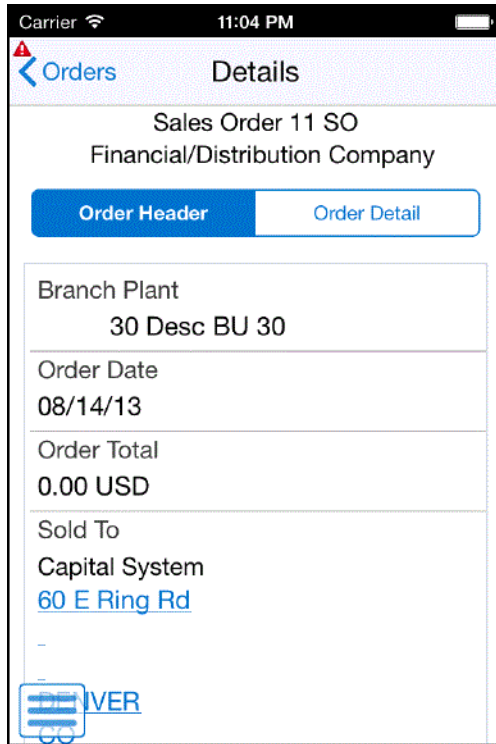 Carrier 11:04 PM
Orders Details
Sales Order 11 SO
Financial/Distribution Company
Order Header Order Detail
Branch Plant
30 Desc BU 30
Order Date
08/14/13
Order Total
0.00 USD
Sold To
Capital System
60 E Ring Rd
DENVER
CO